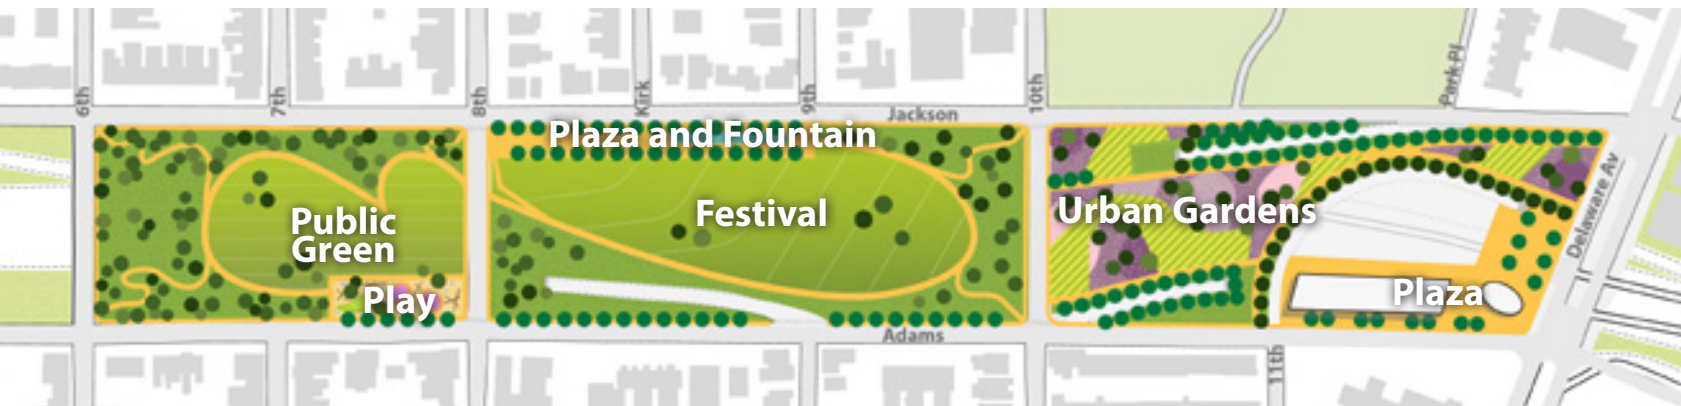 6th
7th
8th
Kirk
9th
Jackson
10th
Park Pl
Plaza and Fountain
Public
Green
Festival
Urban Gardens
Delaware Av
Play
Plaza
Adams
11th